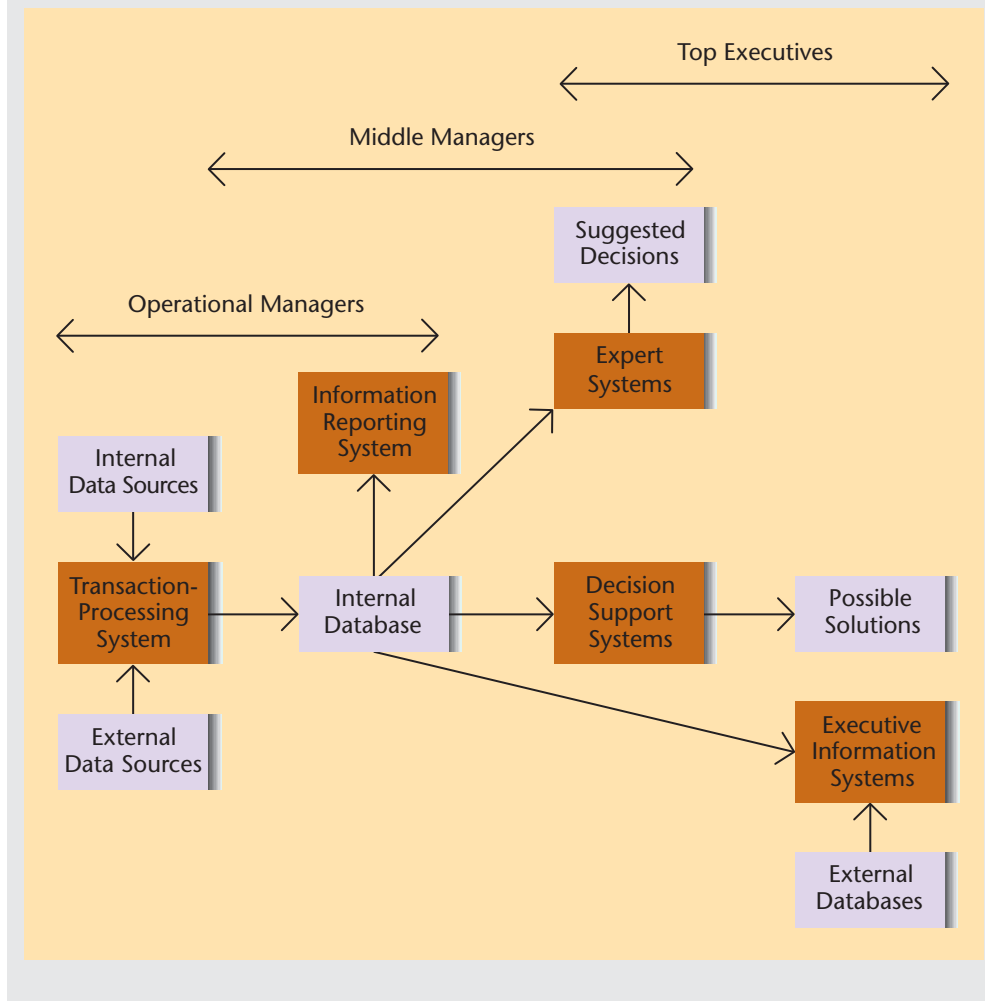 Top Executives
Middle Managers
Suggested
Decisions
Operational Managers
Expert
Systems
Information
Reporting
System
Internal
Data Sources
Transaction-
Processing
System
Internal
Database
Decision
Support
Systems
Possible
Solutions
External
Data Sources
Executive
Information
Systems
External
Databases